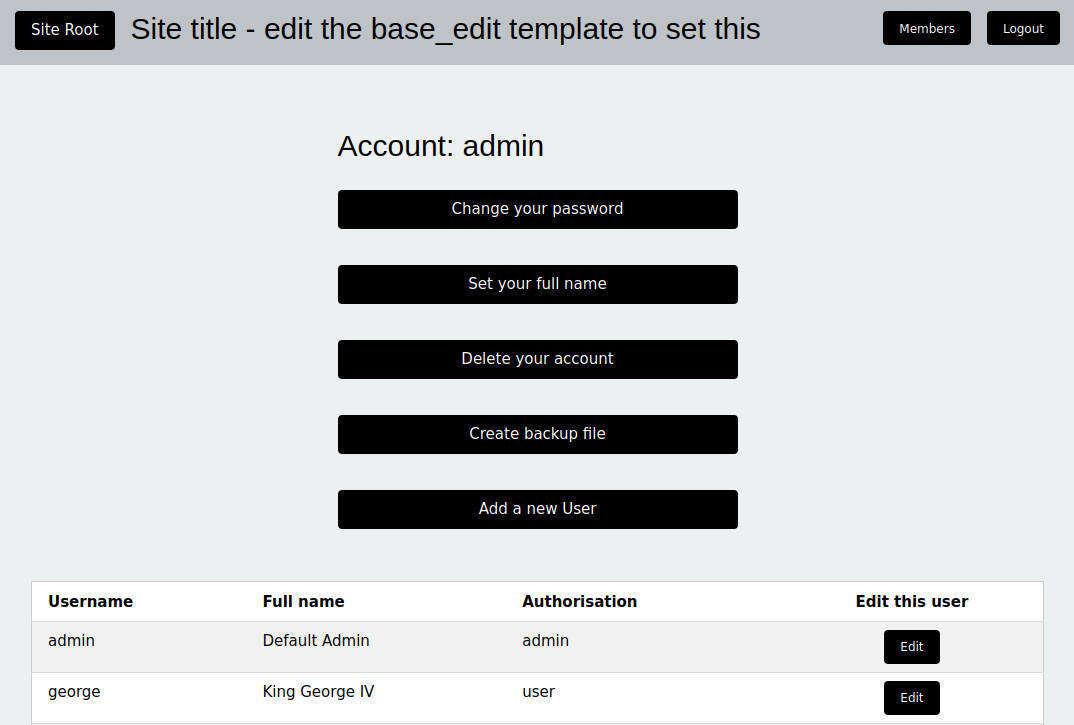 Site Root Site title - edit the base_edit template to set this Members Logout
Account: admin
Change your password
Set your full name
Delete your account
Create backup file
Add a new User
Username Full name Authorisation Edit this user
admin Default Admin admin Edit
george King George IV user Edit